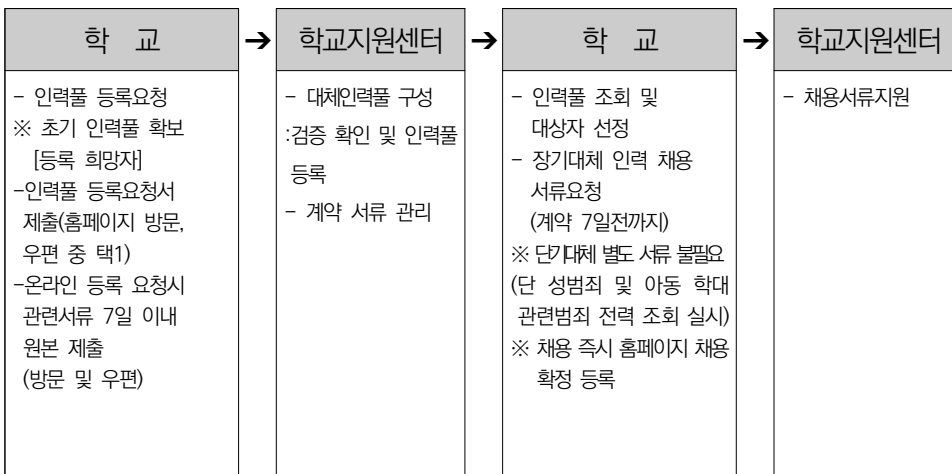 학 교
- 인력풀 등록요청
※ 초기 인력풀 확보
[등록 희망자]
-인력풀 등록요청서
제출(홈페이지 방문,
우편 중 택1)
-온라인 등록 요청시
관련서류 7일 이내
원본 제출
(방문 및 우편)
➔
학교지원센터
- 대체인력풀 구성
:검증 확인 및 인력풀
등록
- 계약 서류 관리
➔
학 교
- 인력풀 조회 및
대상자 선정
- 장기대체 인력 채용
서류요청
(계약 7일전까지)
※ 단기대체 별도 서류 불필요
(단 성범죄 및 아동 학대
관련범죄 전력 조회 실시)
※ 채용 즉시 홈페이지 채용
확정 등록
➔
학교지원센터
- 채용서류지원